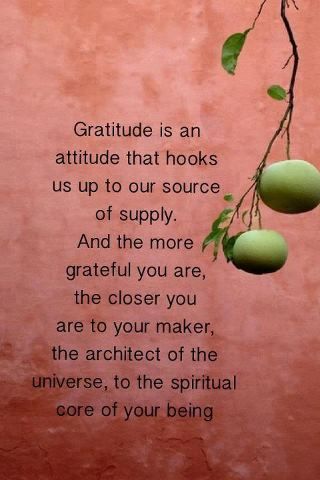 Gratitude is an
attitude that hooks
us up to our source
of supply.
And the more
grateful you are,
the closer you
are to your maker,
the architect of the
universe, to the spiritual
core of your being